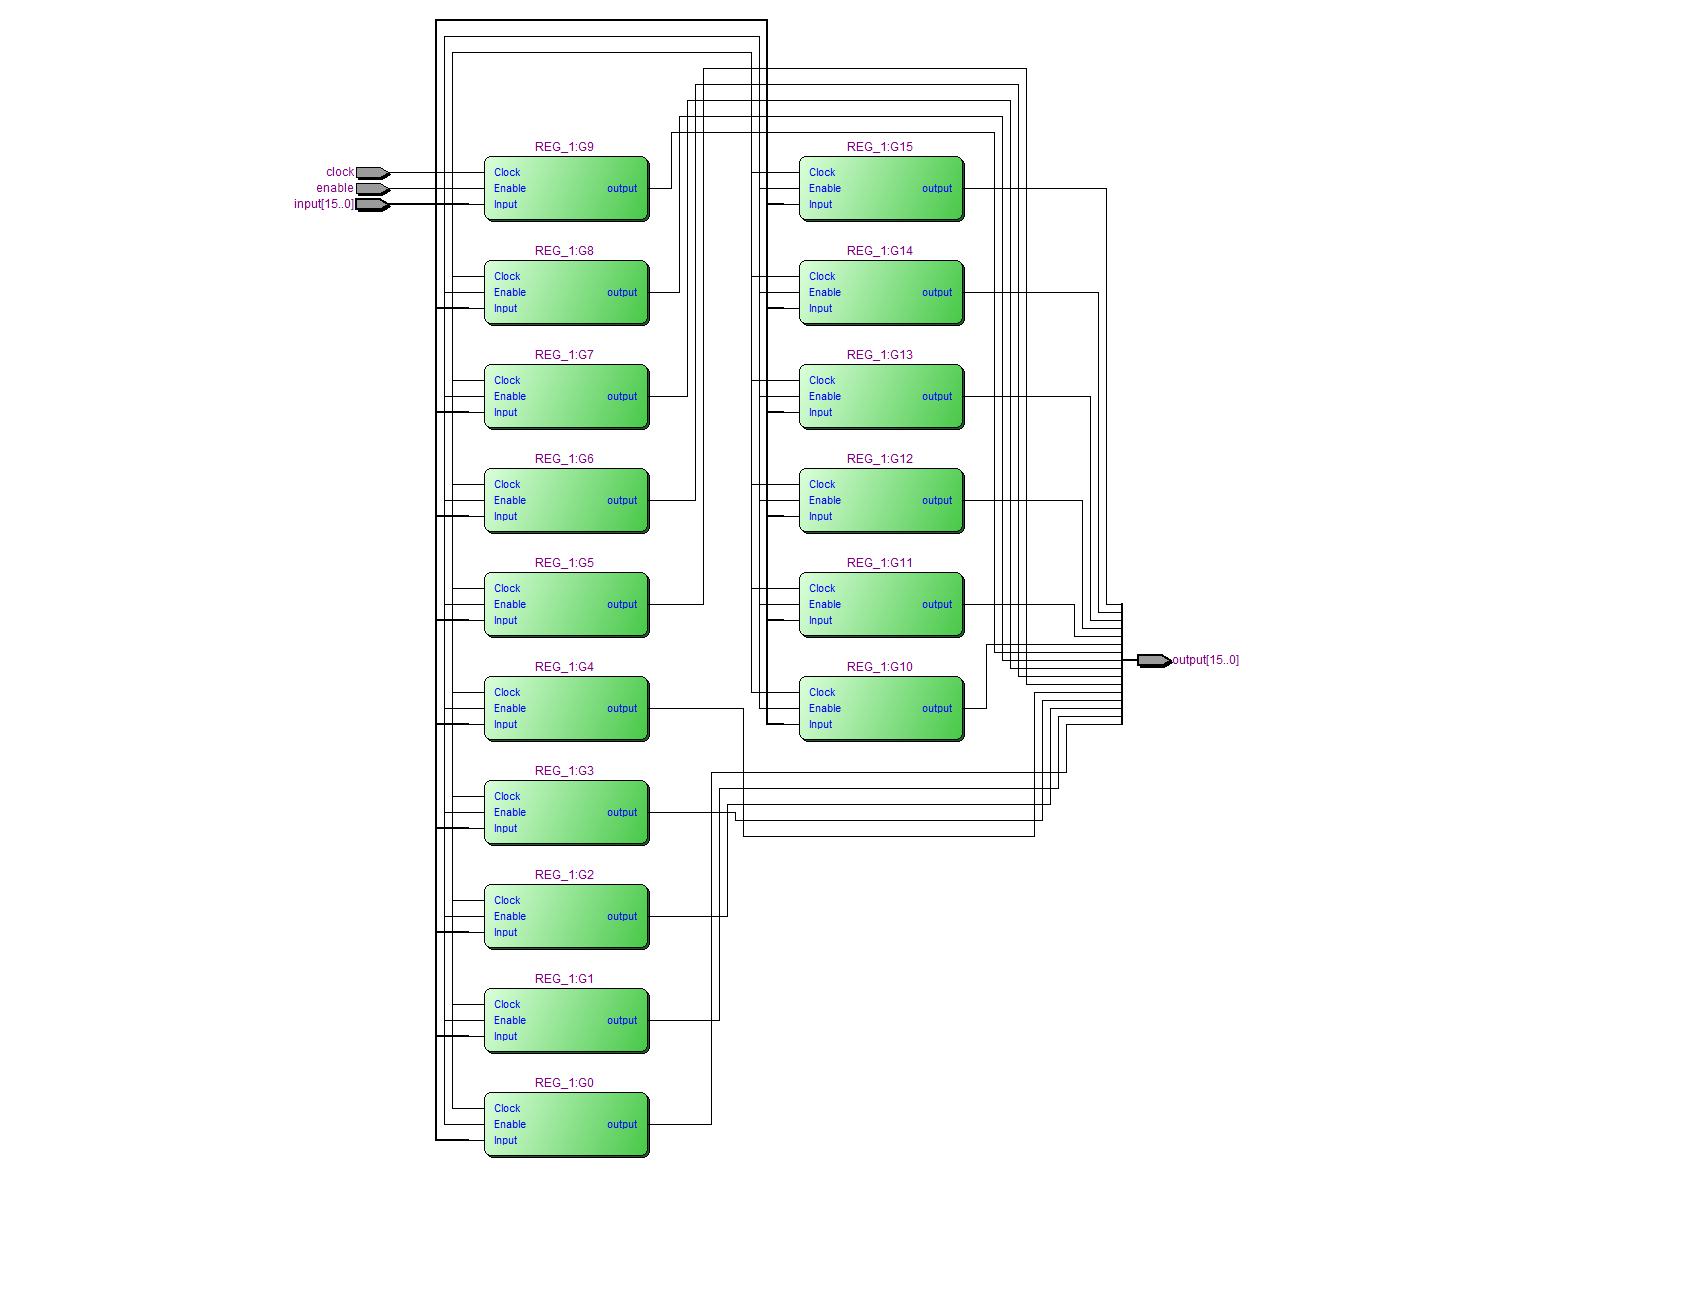 REG_1:G9
REG_1:G15
clock
enable
input[15..0]
Clock
Enable output
Input
Clock
Enable output
Input
REG_1:G8
REG_1:G14
Clock
Enable output
Input
Clock
Enable output
Input
REG_1:G7
REG_1:G13
Clock
Enable output
Input
Clock
Enable output
Input
REG_1:G6
REG_1:G12
Clock
Enable output
Input
Clock
Enable output
Input
REG_1:G5
REG_1:G11
Clock
Enable output
Input
Clock
Enable output
Input
output[15..0]
REG_1:G4
REG_1:G10
Clock
Enable output
Input
Clock
Enable output
Input
REG_1:G3
Clock
Enable output
Input
REG_1:G2
Clock
Enable output
Input
REG_1:G1
Clock
Enable output
Input
REG_1:G0
Clock
Enable output
Input